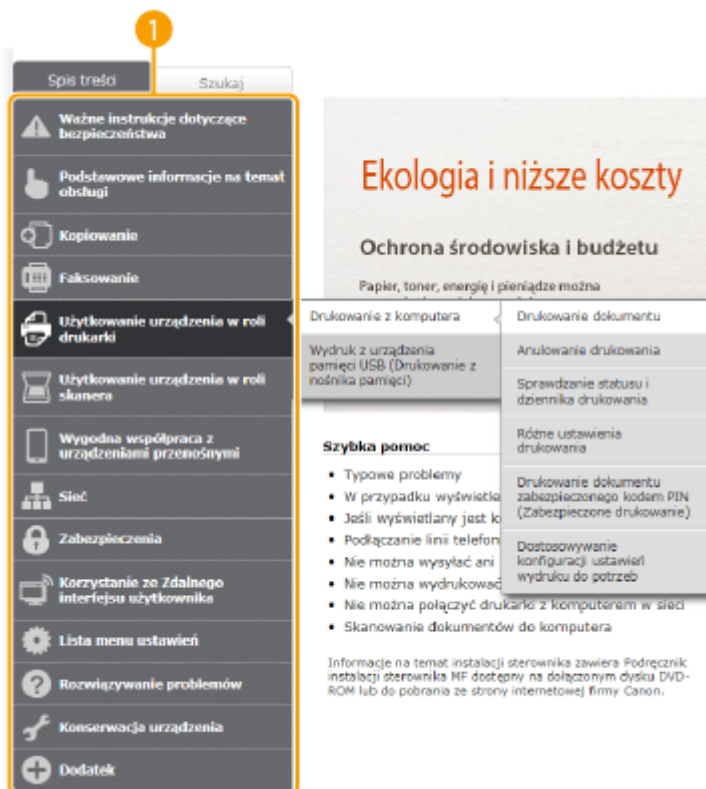 1
Spis treści
Szukaj
Ważne instrukcje dotyczące
bezpieczeństwa
Podstawowe informacje na temat
obsługi
Kopiowanie
Faksowanie
Użytkowanie urządzenia w roli
drukarki
Użytkowanie urządzenia w roli
skanera
Wygodna współpraca z
urządzeniami przenośnymi
Sieć
Zabezpieczenia
Korzystanie ze Zdalnego
interfejsu użytkownika
Lista menu ustawień
Rozwiązywanie problemów
Konserwacja urządzenia
Dodatek
Ekologia i niższe koszty
Ochrona środowiska i budżetu
Papier, toner, energię i pieniądze można
Drukowanie z komputera
Wydruk z urządzenia
pamięci USB (Drukowanie z
nośnika pamięci)
Drukowanie dokumentu
Anulowanie drukowania
Sprawdzanie statusu i
dziennika drukowania
Różne ustawienia
drukowania
Drukowanie dokumentu
zabezpieczonego kodem PIN
(Zabezpieczone drukowanie)
Dostosowywanie
konfiguracji ustawień
wydruku do potrzeb
Szybka pomoc
• Typowe problemy
• W przypadku wyświetle
• Jeśli wyświetlany jest k
• Podłączanie linii telefon
• Nie można wysyłać ani
• Nie można wydrukować
• Nie można połączyć drukarki z komputerem w sieci
• Skanowanie dokumentów do komputera
Informacje na temat instalacji sterownika zawiera Podręcznik
instalacji sterownika MF dostępny na dołączonym dysku DVD-
ROM lub do pobrania ze strony internetowej firmy Canon.